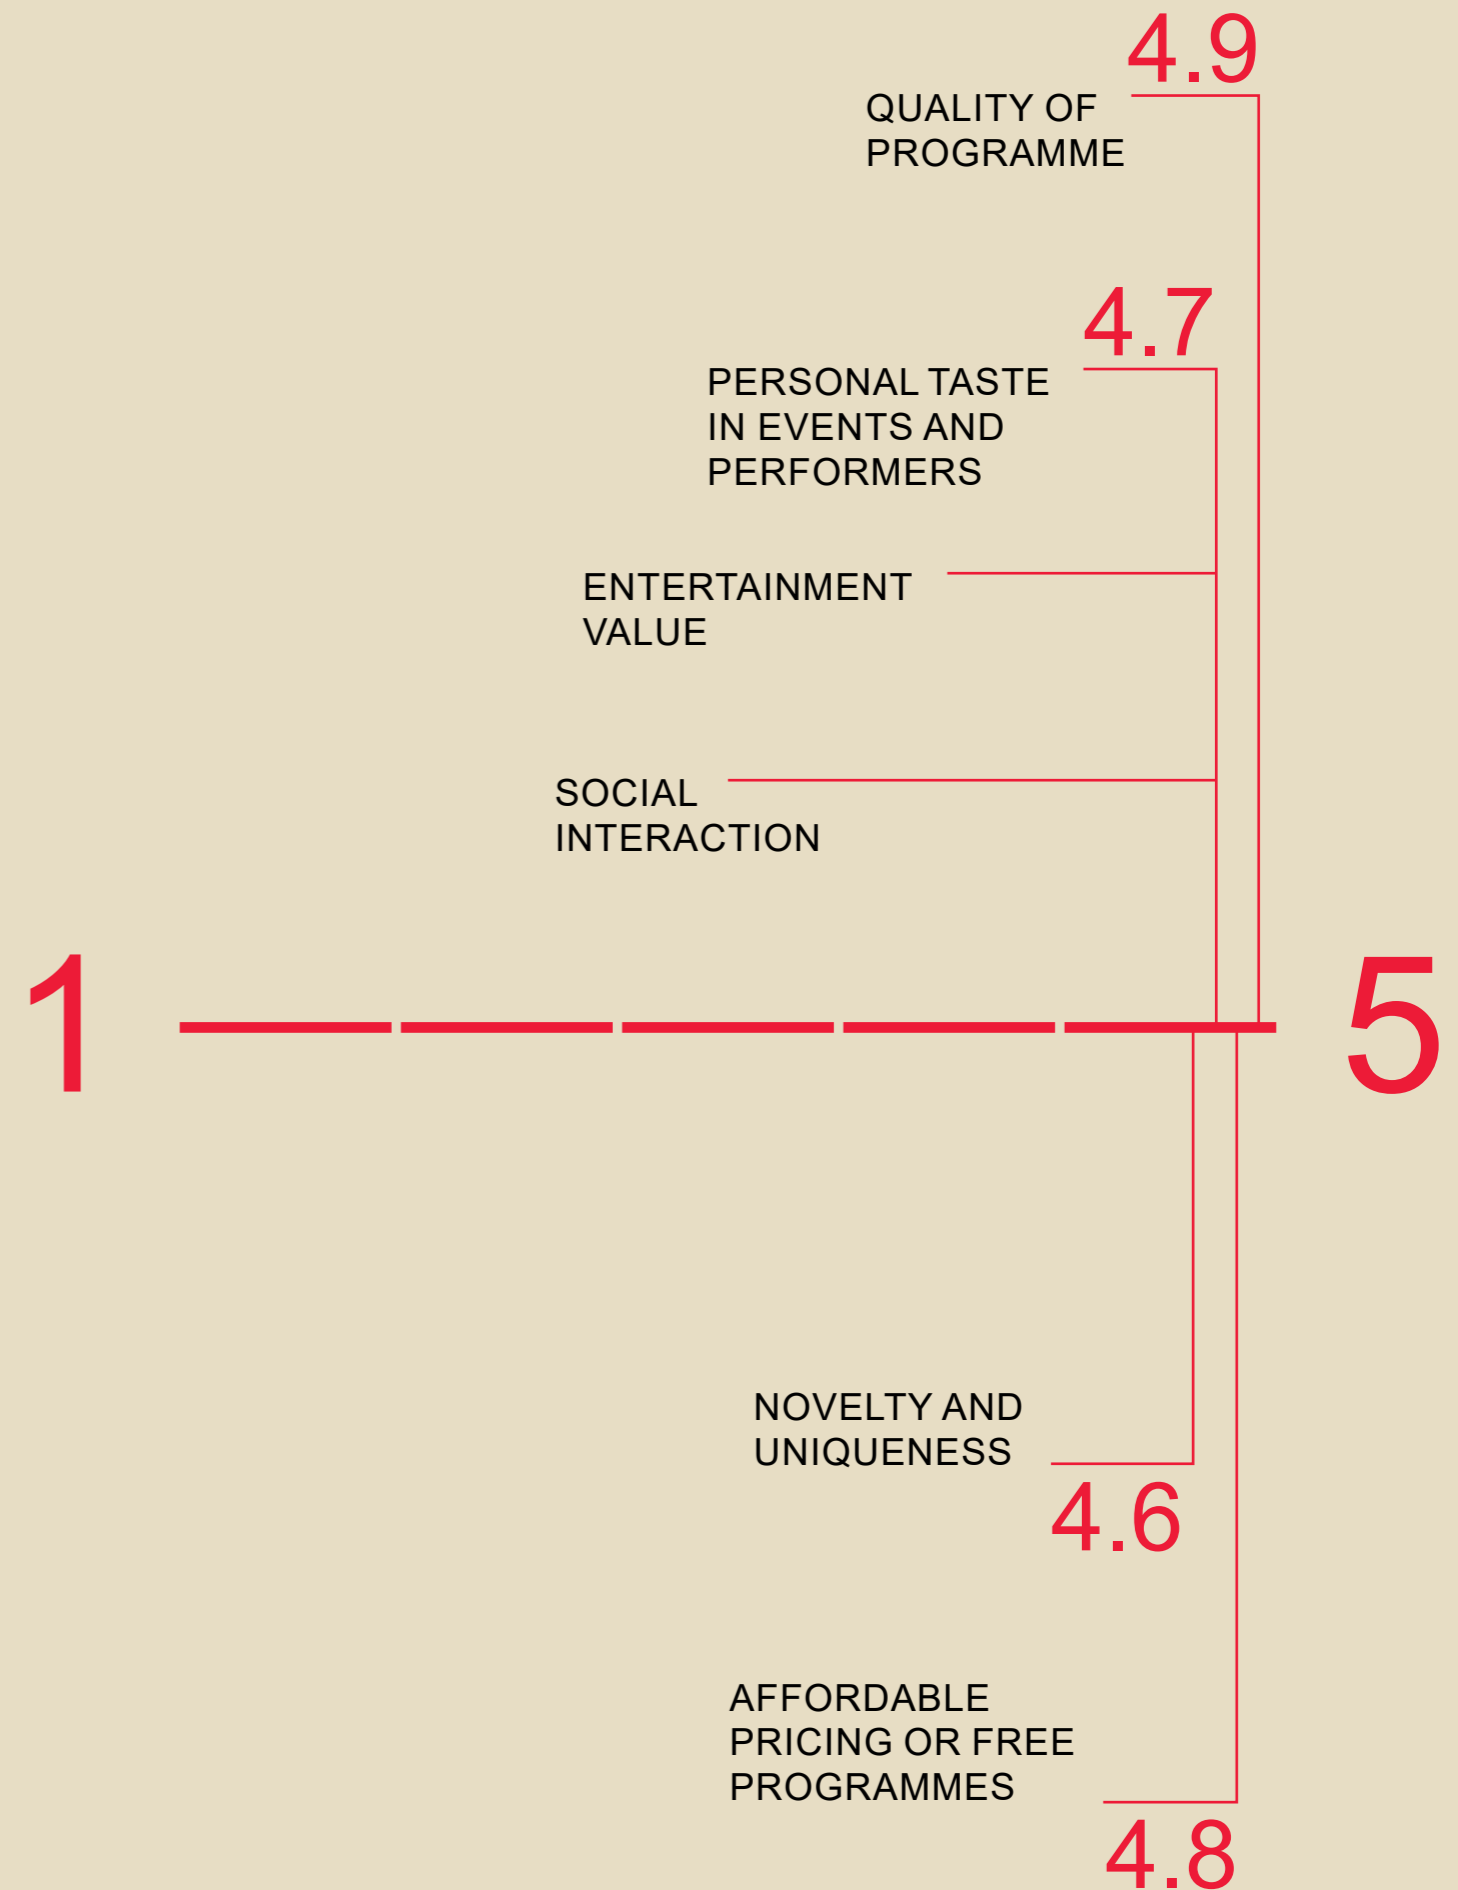 4.9
QUALITY OF
PROGRAMME
4.7
PERSONAL TASTE
IN EVENTS AND
PERFORMERS
ENTERTAINMENT
VALUE
SOCIAL
INTERACTION
1
5
NOVELTY AND
UNIQUENESS
4.6
AFFORDABLE
PRICING OR FREE
PROGRAMMES
4.8